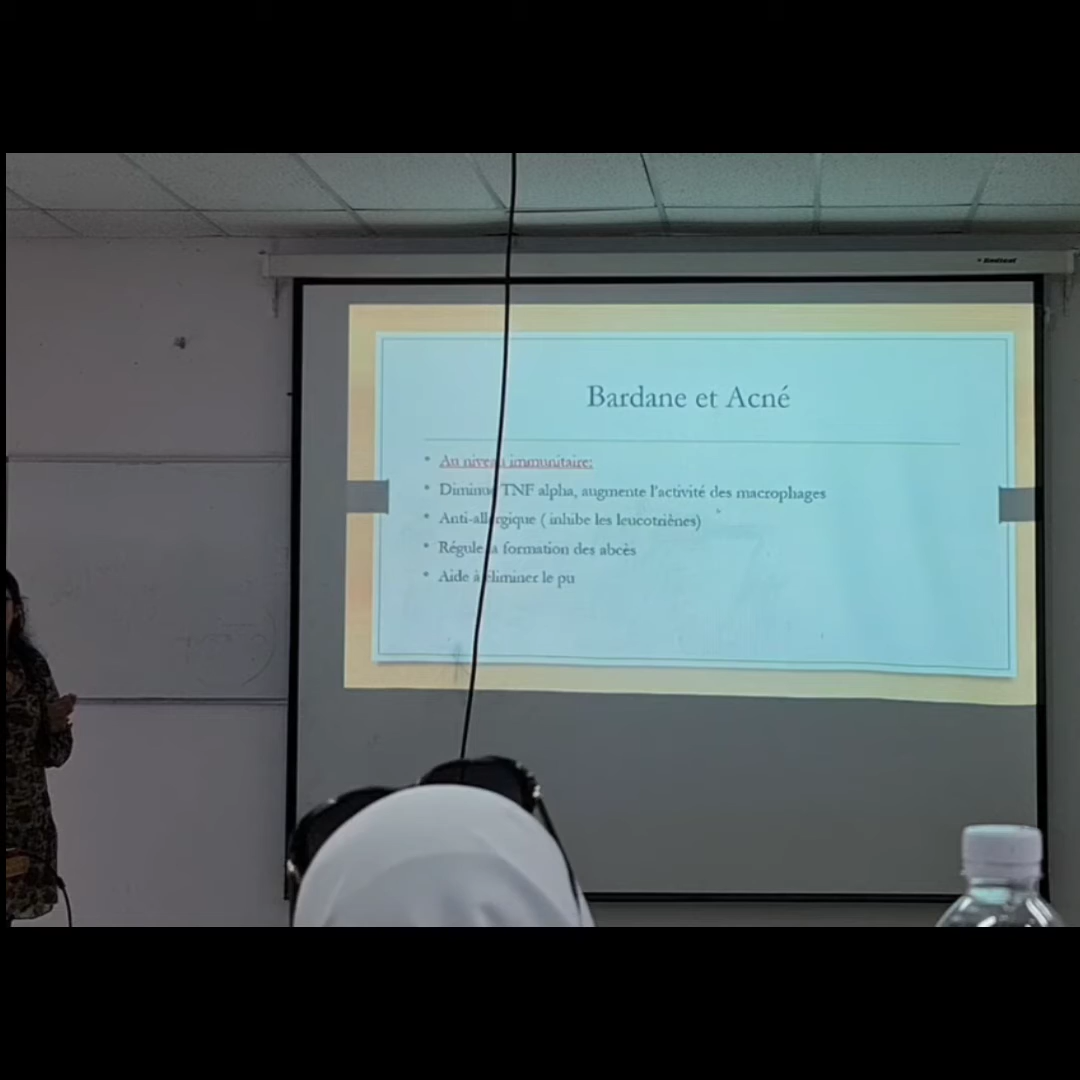 Bardane et Acné
* Au niveau immunitaire:
* Diminue TNF alpha, augmente l'activité des macrophages
* Anti-allergique ( inhibe les leucotriènes)
* Régule la formation des abcès
* Aide à éliminer le pu